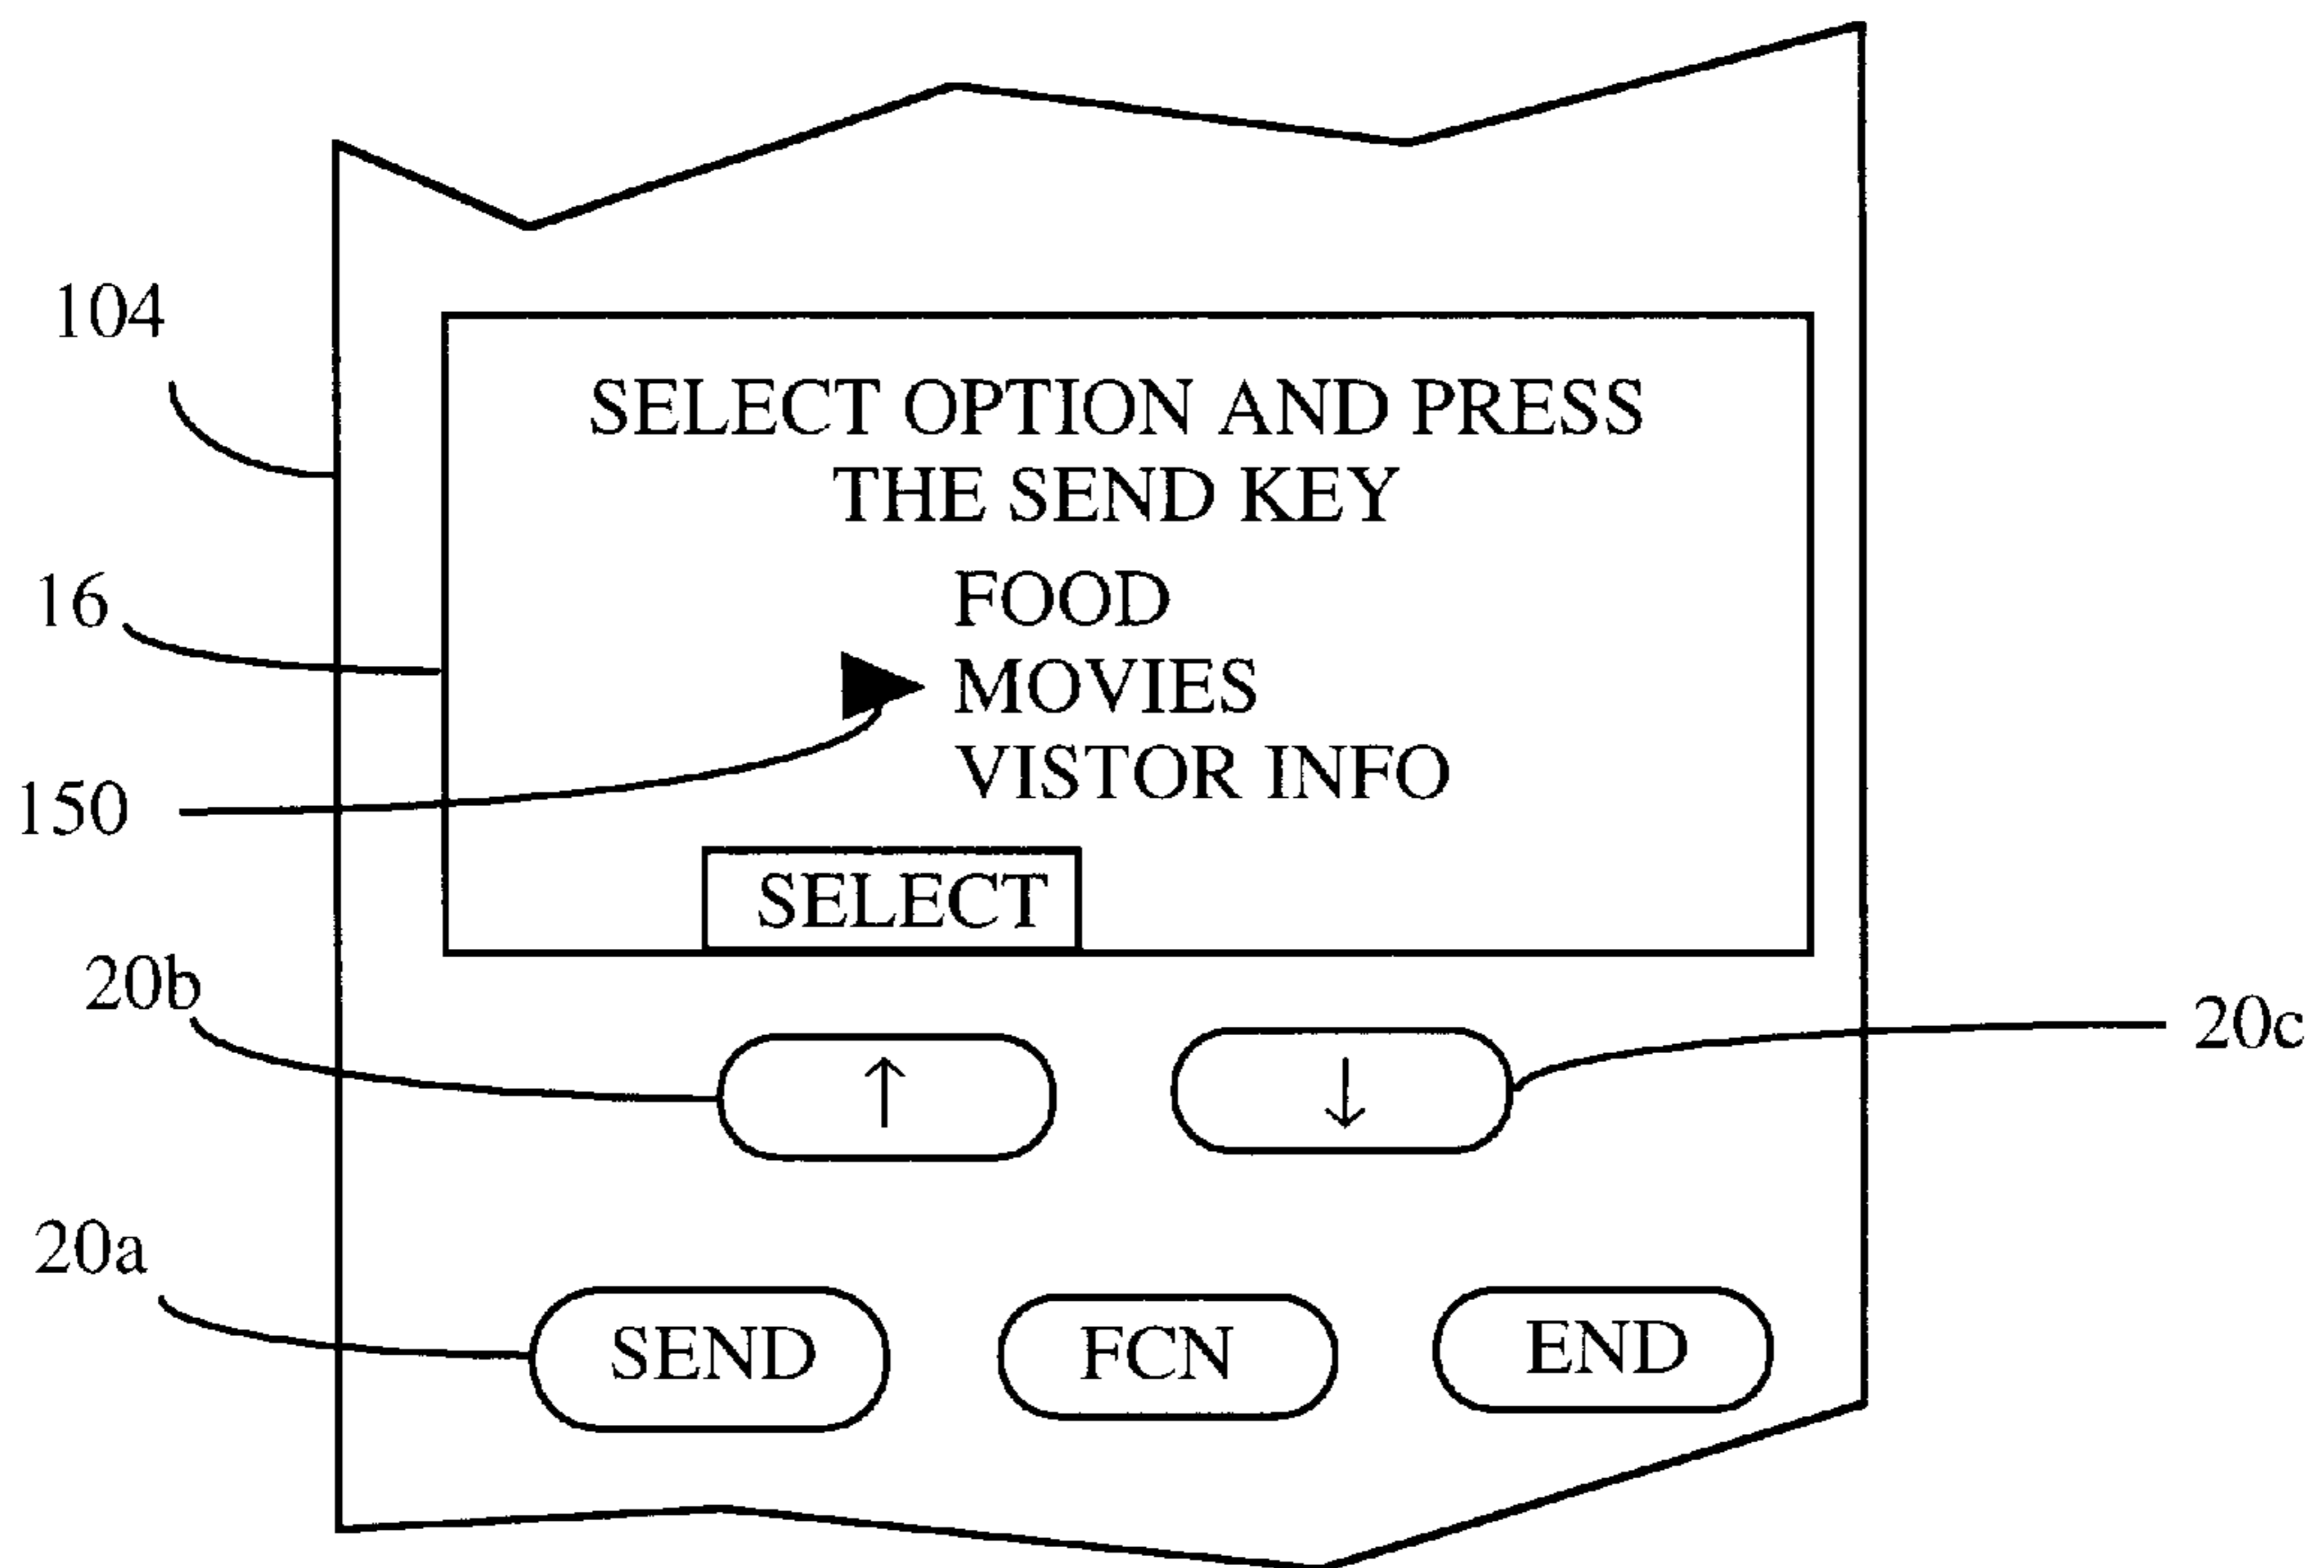 104
SELECT OPTION AND PRESS
THE SEND KEY
16
FOOD
MOVIES
150
VISTOR INFO
SELECT
20b
20c
↑ ↓
20a
SEND FCN END